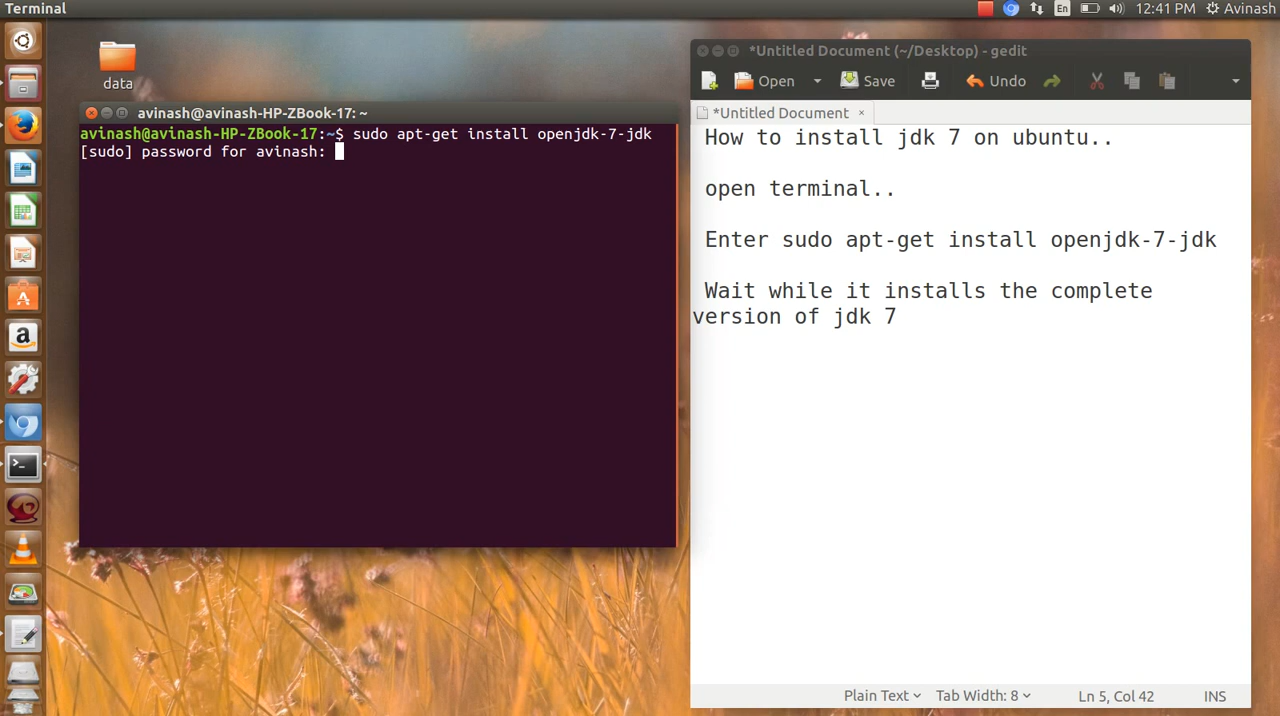 Terminal
En
12:41 PM
Avinash
data
avinash@avinash-HP-ZBook-17: ~
avinash@avinash-HP-ZBook-17:~$ sudo apt-get install openjdk-7-jdk
[sudo] password for avinash:
*Untitled Document (~/Desktop) - gedit
Open
Save
Undo
*Untitled Document
How to install jdk 7 on ubuntu..
open terminal..
Enter sudo apt-get install openjdk-7-jdk
Wait while it installs the complete
version of jdk 7
Plain Text
Tab Width: 8
Ln 5, Col 42
INS